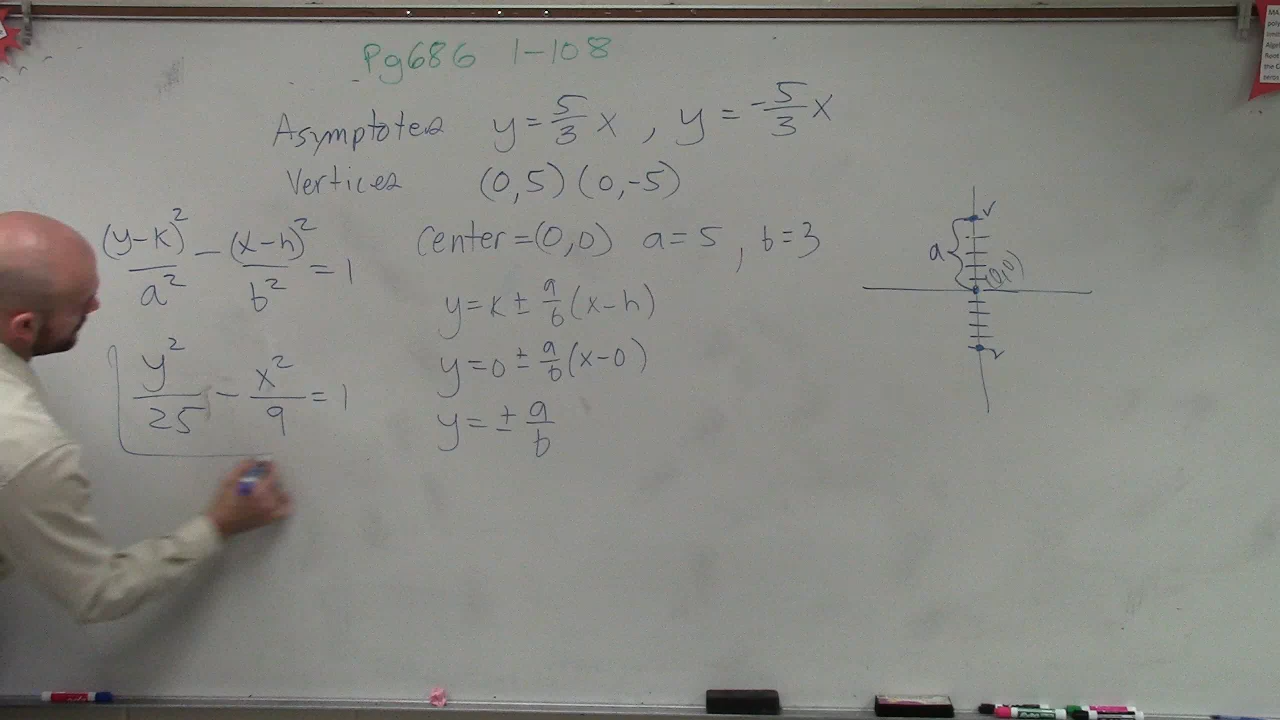 Pg686 1-108
Asymptotes y = 5/3 x , y = -5/3 x
Vertices (0,5) (0,-5)
(y-k)²/a² - (x-h)²/b² = 1
y²/25 - x²/9 = 1
center = (0,0) a = 5 , b = 3
y = k ± a/b (x-h)
y = 0 ± a/b (x-0)
y = ± a/b
v
a
(0,0)
v